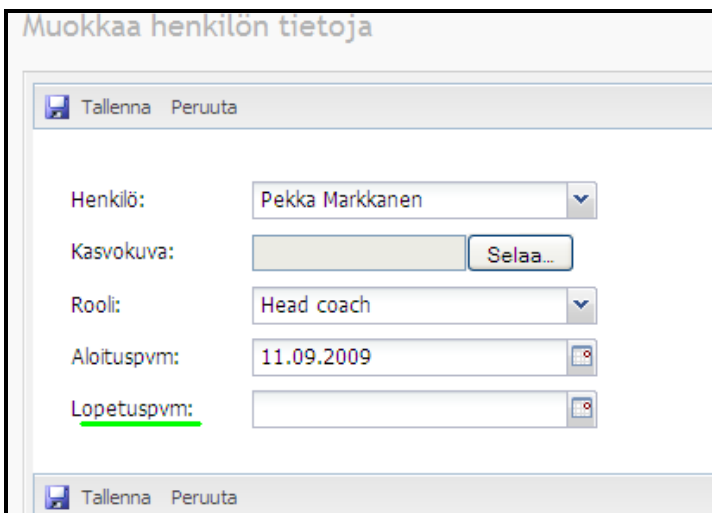 Muokkaa henkilön tietoja
Tallenna Peruuta
Henkilö: Pekka Markkanen
Kasvokuva: Selaa...
Rooli: Head coach
Aloituspvm: 11.09.2009
Lopetuspvm:
Tallenna Peruuta